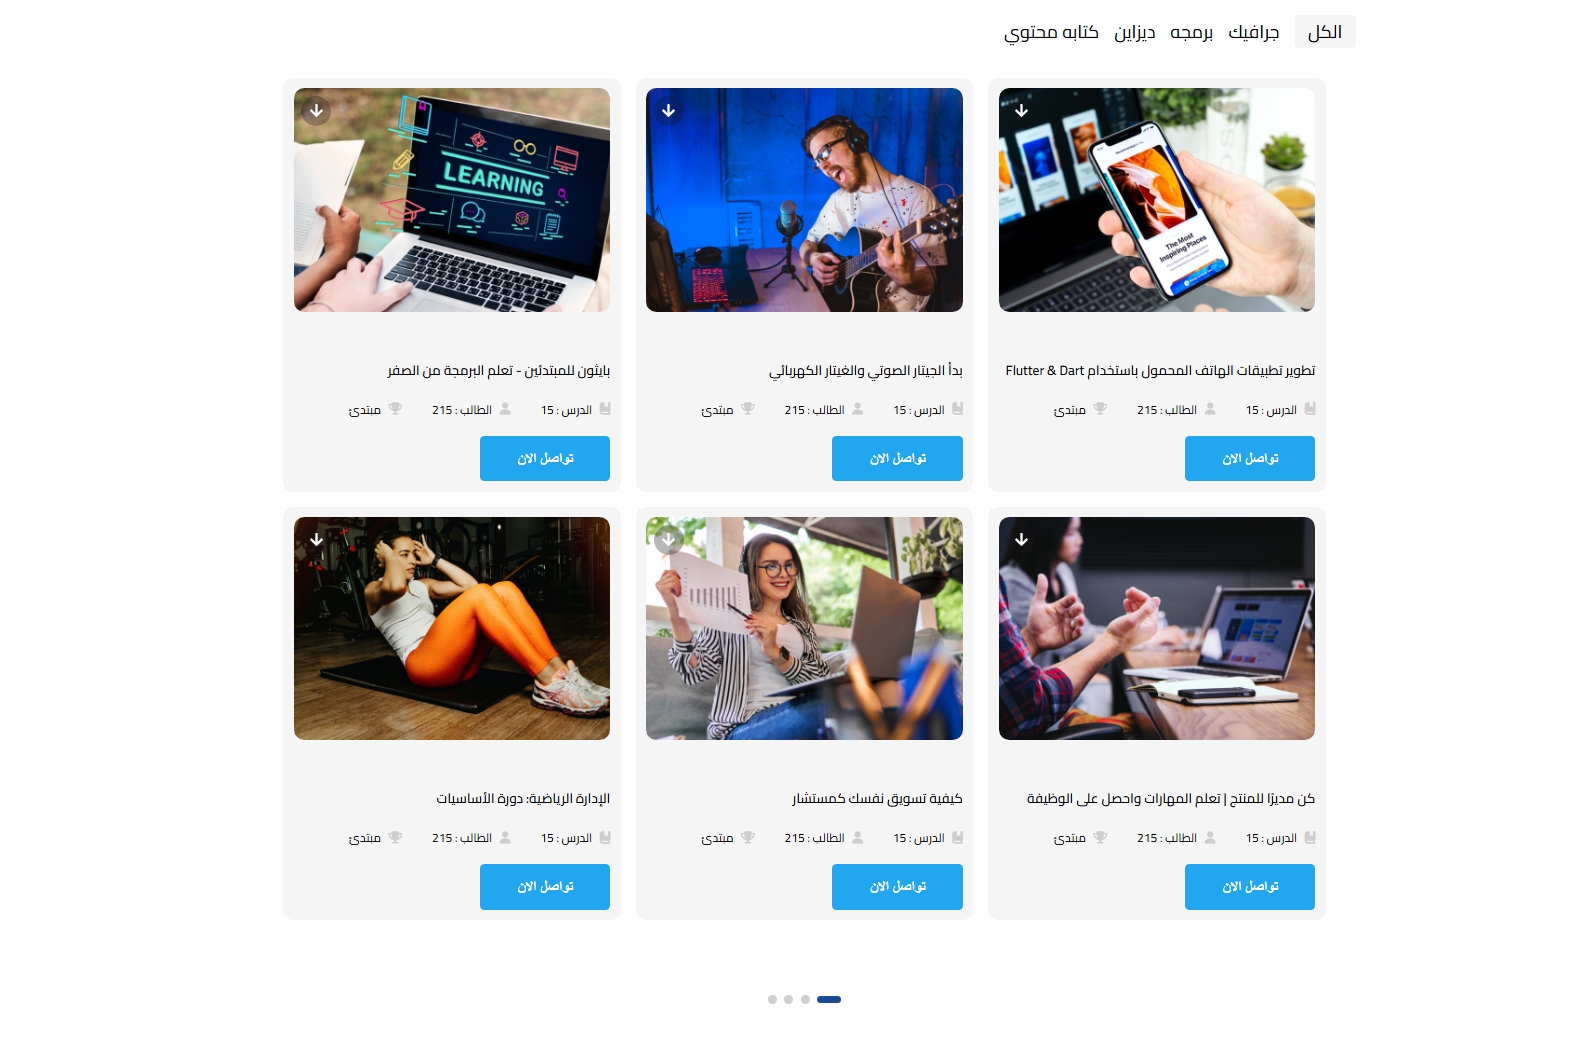 الكل جرافيك برمجه ديزاين كتابه محتوي
The Most
Inspiring Places
LEARNING
تطوير تطبيقات الهاتف المحمول باستخدام Flutter & Dart
الدرس : 15 الطالب : 215 مبتدئ
تواصل الان
بدأ الجيتار الصوتي والغيتار الكهربائي
الدرس : 15 الطالب : 215 مبتدئ
تواصل الان
بايثون للمبتدئين - تعلم البرمجة من الصفر
الدرس : 15 الطالب : 215 مبتدئ
تواصل الان
كن مديرًا للمنتج | تعلم المهارات واحصل على الوظيفة
الدرس : 15 الطالب : 215 مبتدئ
تواصل الان
كيفية تسويق نفسك كمستشار
الدرس : 15 الطالب : 215 مبتدئ
تواصل الان
الإدارة الرياضية: دورة الأساسيات
الدرس : 15 الطالب : 215 مبتدئ
تواصل الان